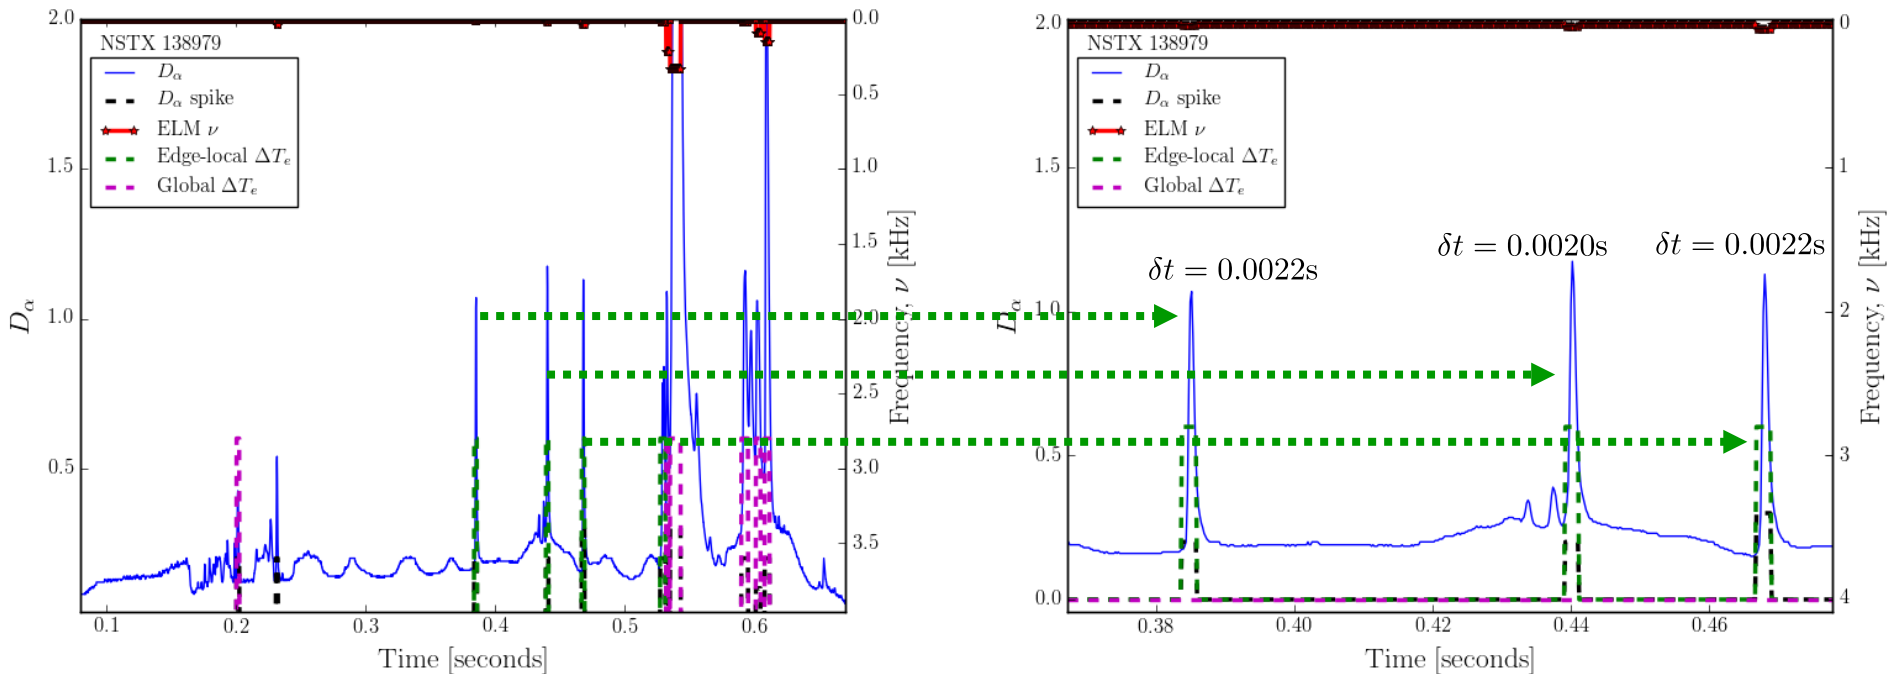 NSTX 138979
Dα
Dα spike
ELM ν
Edge-local ΔTe
Global ΔTe
2.0
1.5
1.0
0.5
Dα
0.0
0.5
1.0
1.5
2.0
2.5
3.0
3.5
Frequency, ν [kHz]
0.1 0.2 0.3 0.4 0.5 0.6
Time [seconds]
NSTX 138979
Dα
Dα spike
ELM ν
Edge-local ΔTe
Global ΔTe
δt = 0.0022s
δt = 0.0020s
δt = 0.0022s
2.0
1.5
1.0
0.5
0.0
Dα
0
1
2
3
4
Frequency, ν [kHz]
0.38 0.40 0.42 0.44 0.46
Time [seconds]